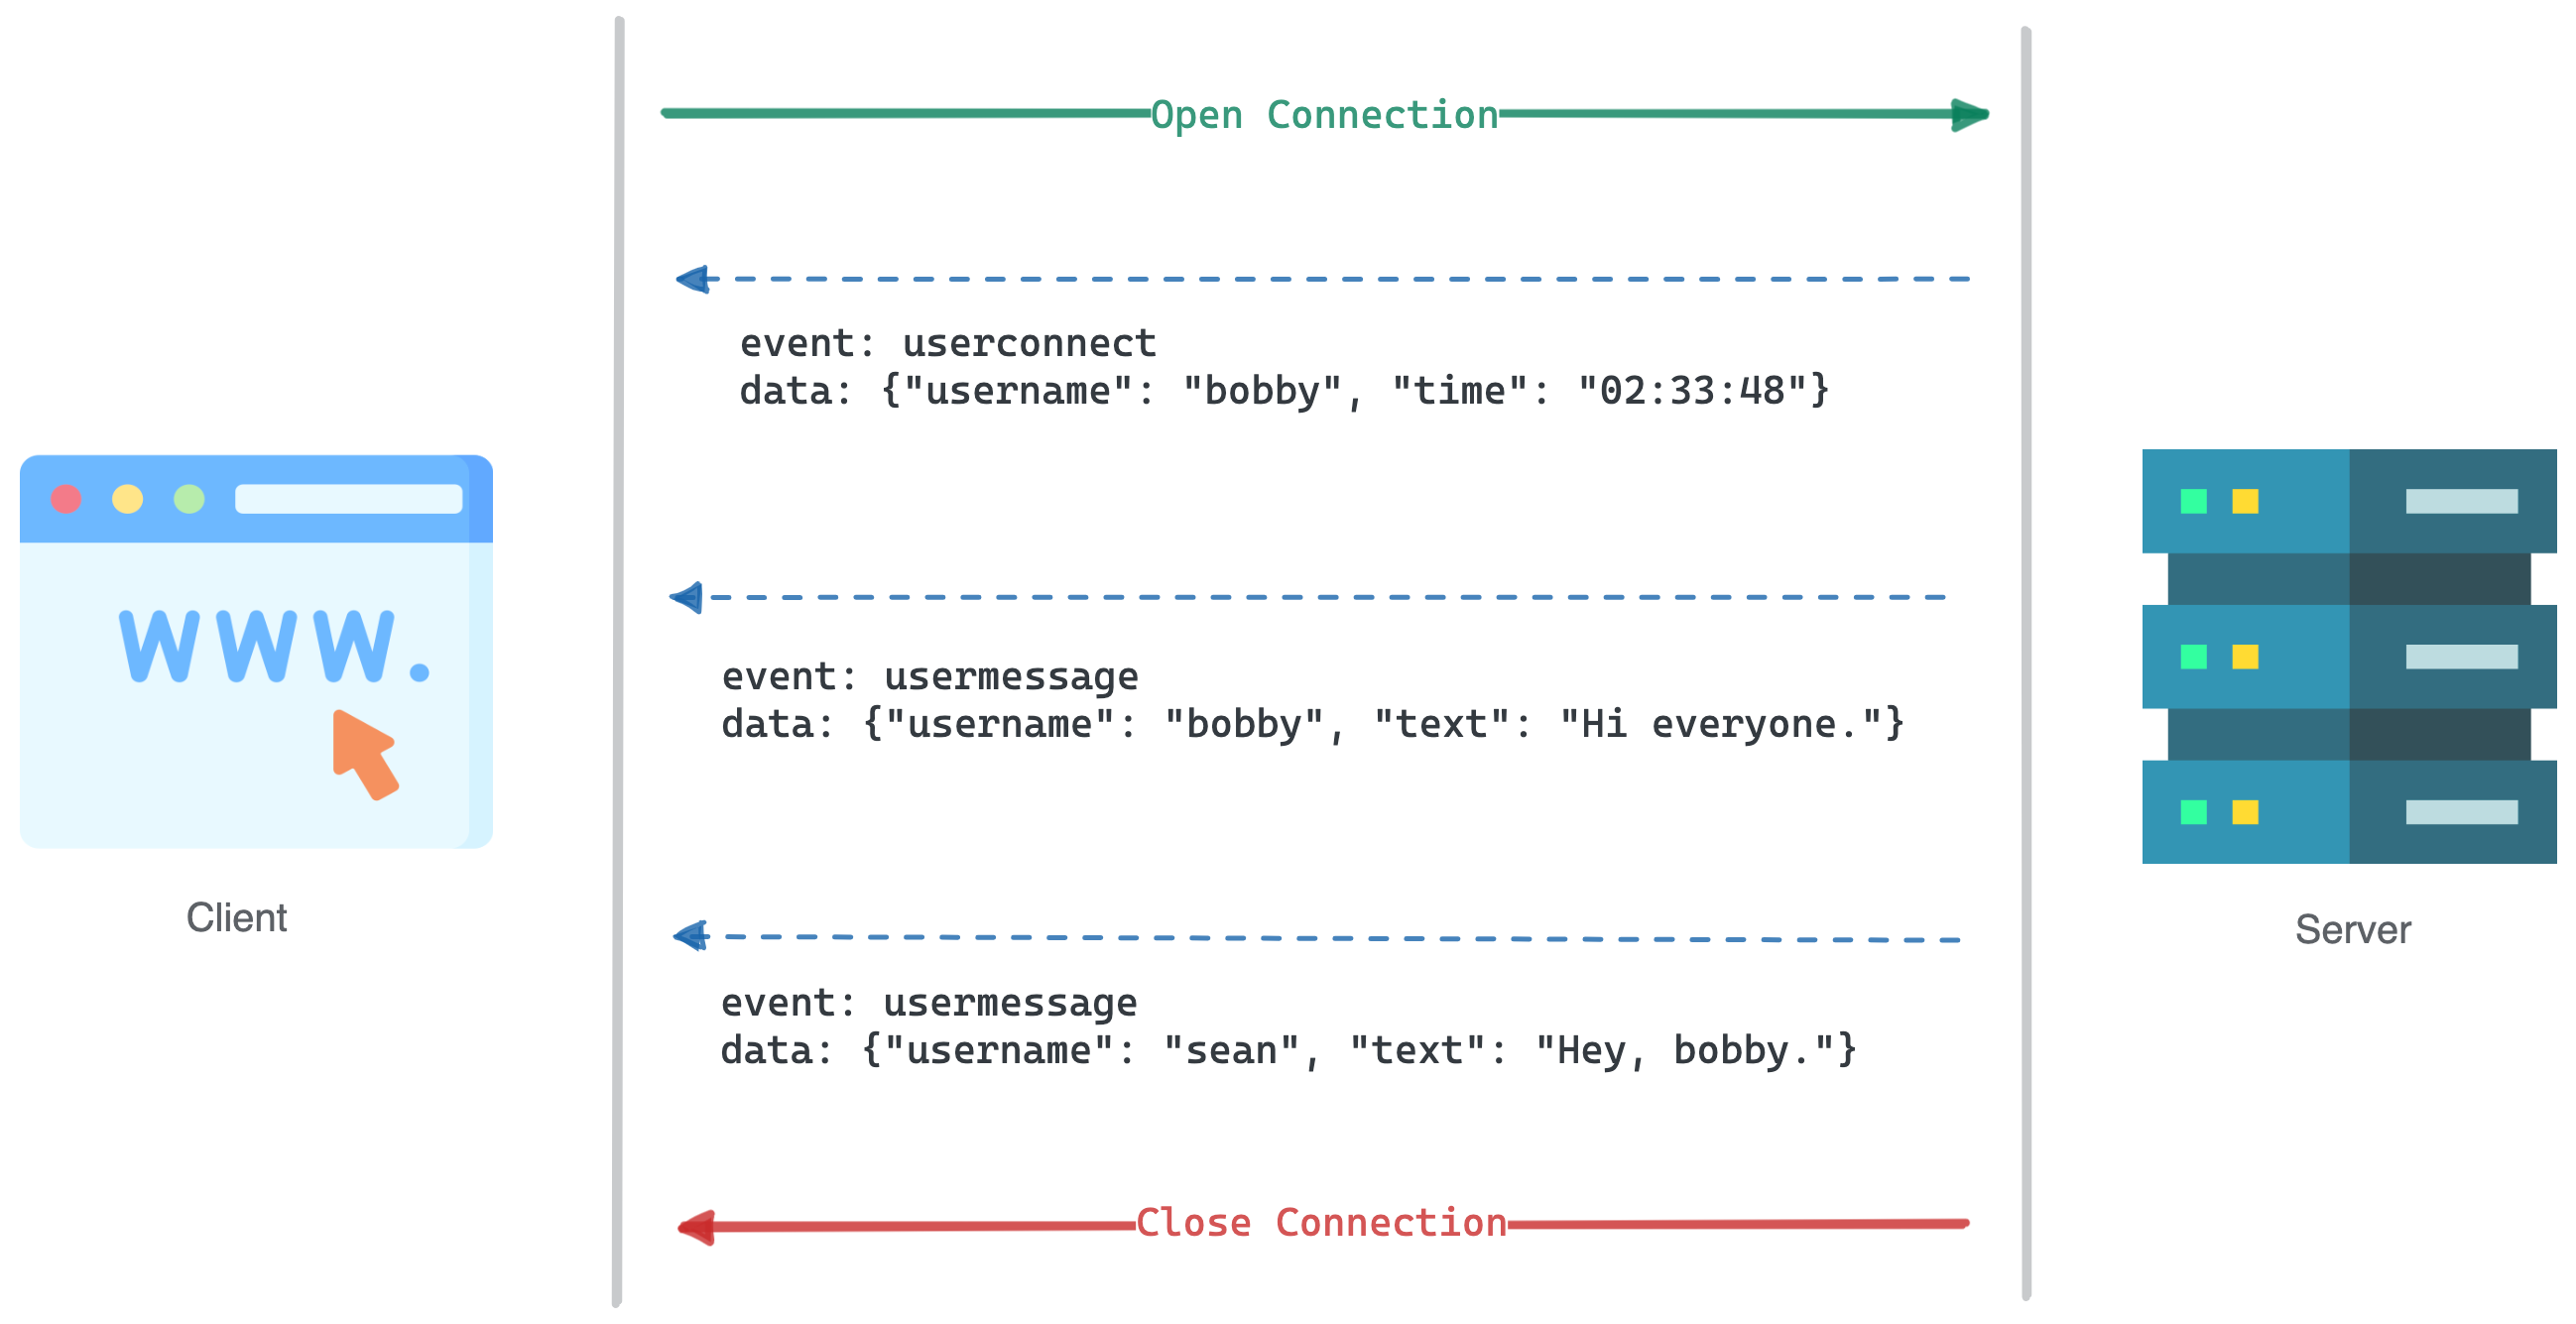 Open Connection
event: userconnect
data: {"username": "bobby", "time": "02:33:48"}
www.
event: usermessage
data: {"username": "bobby", "text": "Hi everyone."}
Client
Server
event: usermessage
data: {"username": "sean", "text": "Hey, bobby."}
Close Connection